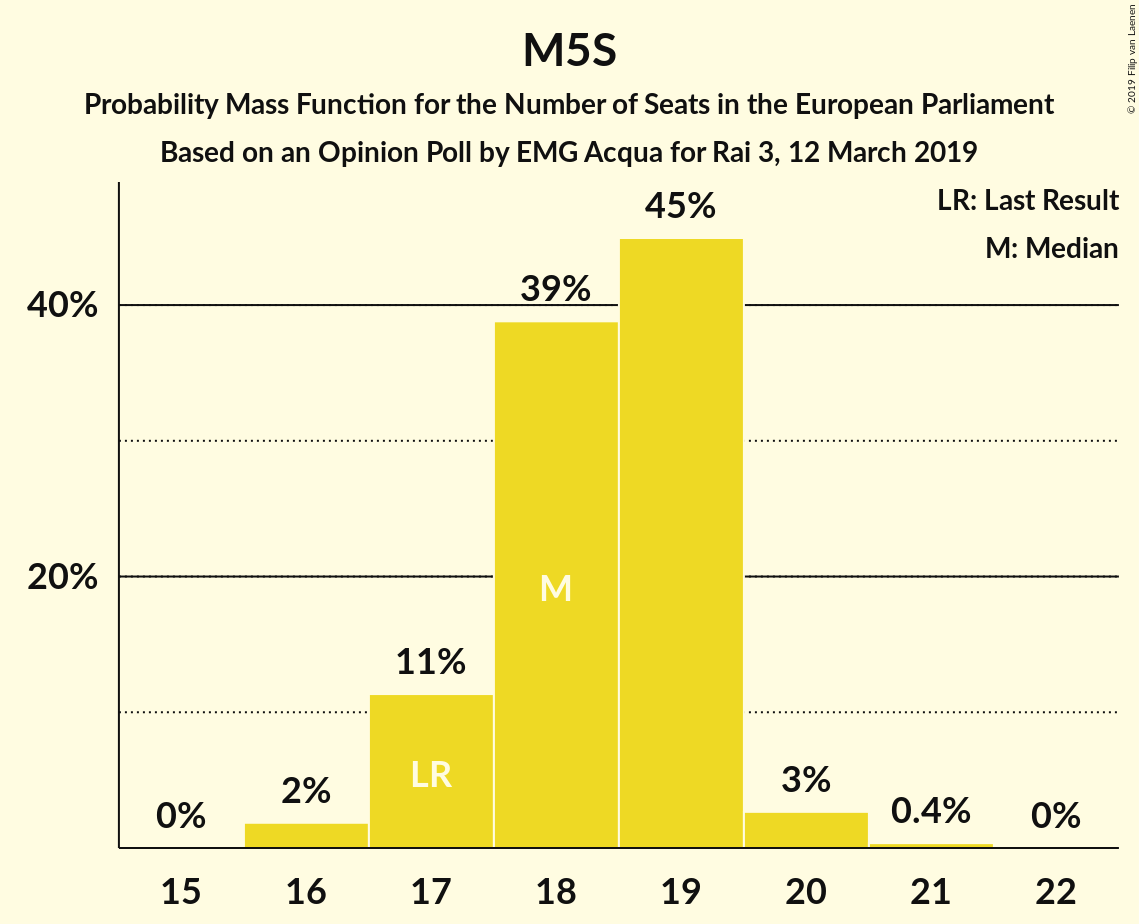 M5S
Probability Mass Function for the Number of Seats in the European Parliament
Based on an Opinion Poll by EMG Acqua for Rai 3, 12 March 2019
© 2019 Filip van Laenen
LR: Last Result
M: Median
45%
39%
40%
20%
M
11%
LR
2%
3%
0%
0.4%
0%
15 16 17 18 19 20 21 22